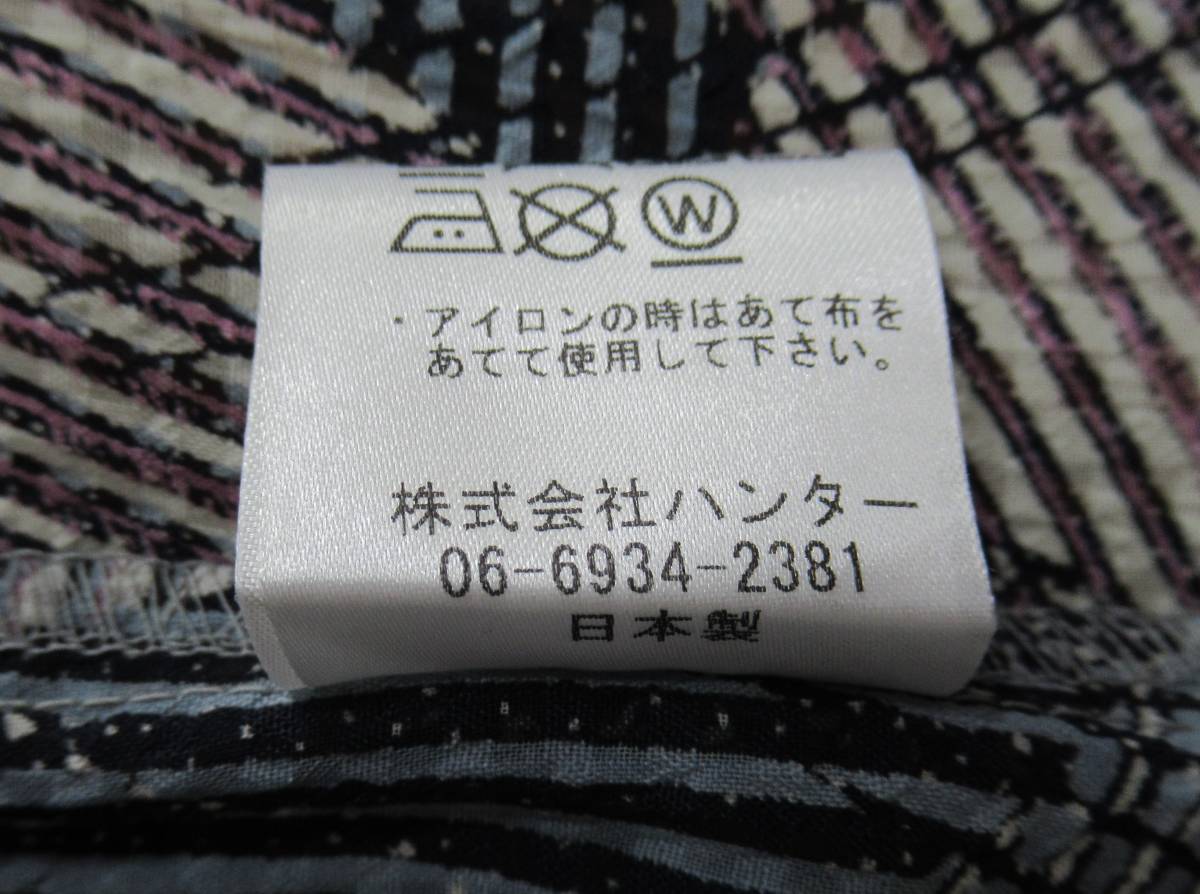 W
・アイロンの時はあて布を
あてて使用して下さい。
株式会社ハンター
06-6934-2381
日本製